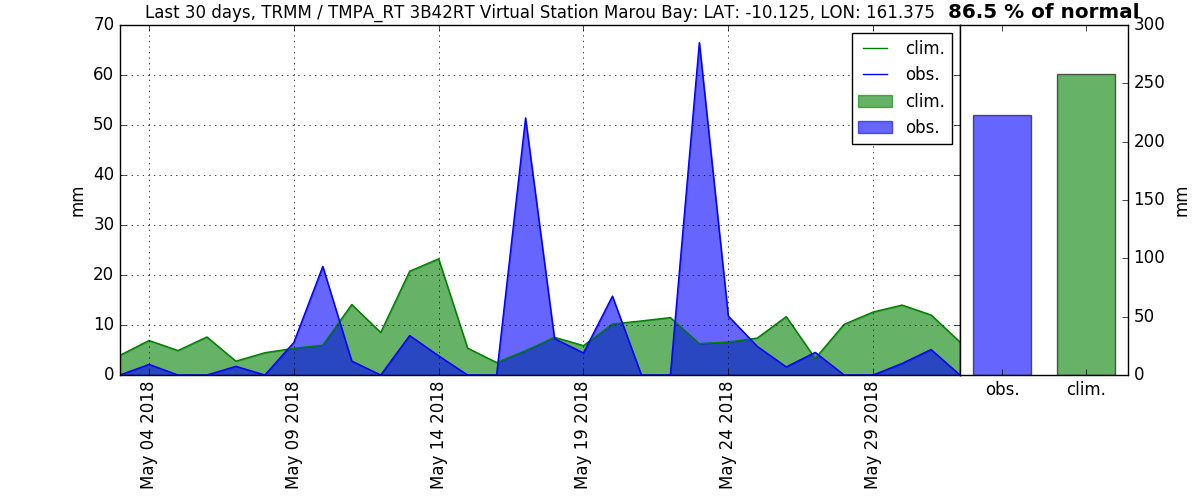 Last 30 days, TRMM / TMPA_RT 3B42RT Virtual Station Marou Bay: LAT: -10.125, LON: 161.375
86.5 % of normal
70
60
50
40
30
20
10
0
mm
May 04 2018
May 09 2018
May 14 2018
May 19 2018
May 24 2018
May 29 2018
clim.
obs.
clim.
obs.
300
250
200
150
100
50
0
mm
obs.
clim.